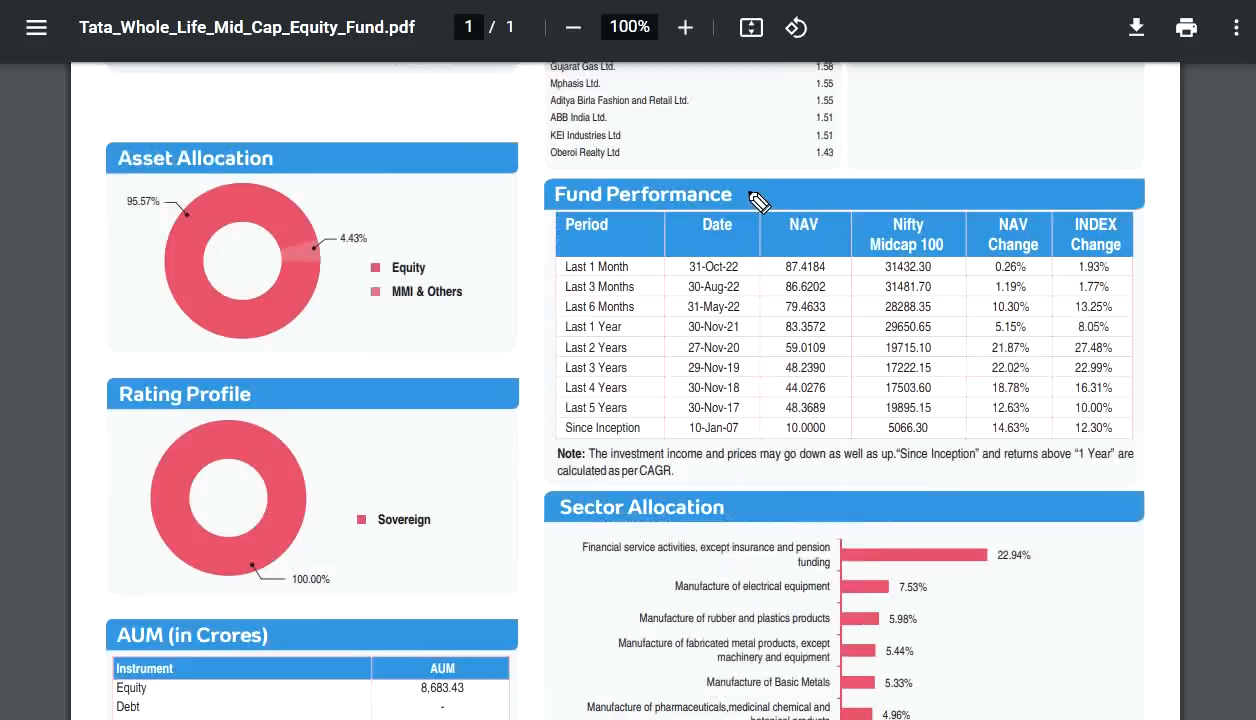 Tata_Whole_Life_Mid_Cap_Equity_Fund.pdf
1 / 1
100%
Gujarat Gas Ltd. 1.58
Mphasis Ltd. 1.55
Aditya Birla Fashion and Retail Ltd. 1.55
ABB India Ltd. 1.51
KEI Industries Ltd 1.51
Oberoi Realty Ltd 1.43
Asset Allocation
95.57%
4.43%
Equity
MMI & Others
Rating Profile
Sovereign
100.00%
AUM (in Crores)
Instrument AUM
Equity 8,683.43
Debt -
Fund Performance
Period Date NAV Nifty Midcap 100 NAV Change INDEX Change
Last 1 Month 31-Oct-22 87.4184 31432.30 0.26% 1.93%
Last 3 Months 30-Aug-22 86.6202 31481.70 1.19% 1.77%
Last 6 Months 31-May-22 79.4633 28288.35 10.30% 13.25%
Last 1 Year 30-Nov-21 83.3572 29650.65 5.15% 8.05%
Last 2 Years 27-Nov-20 59.0109 19715.10 21.87% 27.48%
Last 3 Years 29-Nov-19 48.2390 17222.15 22.02% 22.99%
Last 4 Years 30-Nov-18 44.0276 17503.60 18.78% 16.31%
Last 5 Years 30-Nov-17 48.3689 19895.15 12.63% 10.00%
Since Inception 10-Jan-07 10.0000 5066.30 14.63% 12.30%
Note: The investment income and prices may go down as well as up.“Since Inception” and returns above “1 Year” are
calculated as per CAGR.
Sector Allocation
Financial service activities, except insurance and pension
funding 22.94%
Manufacture of electrical equipment 7.53%
Manufacture of rubber and plastics products 5.98%
Manufacture of fabricated metal products, except
machinery and equipment 5.44%
Manufacture of Basic Metals 5.33%
Manufacture of pharmaceuticals,medicinal chemical and
4.96%